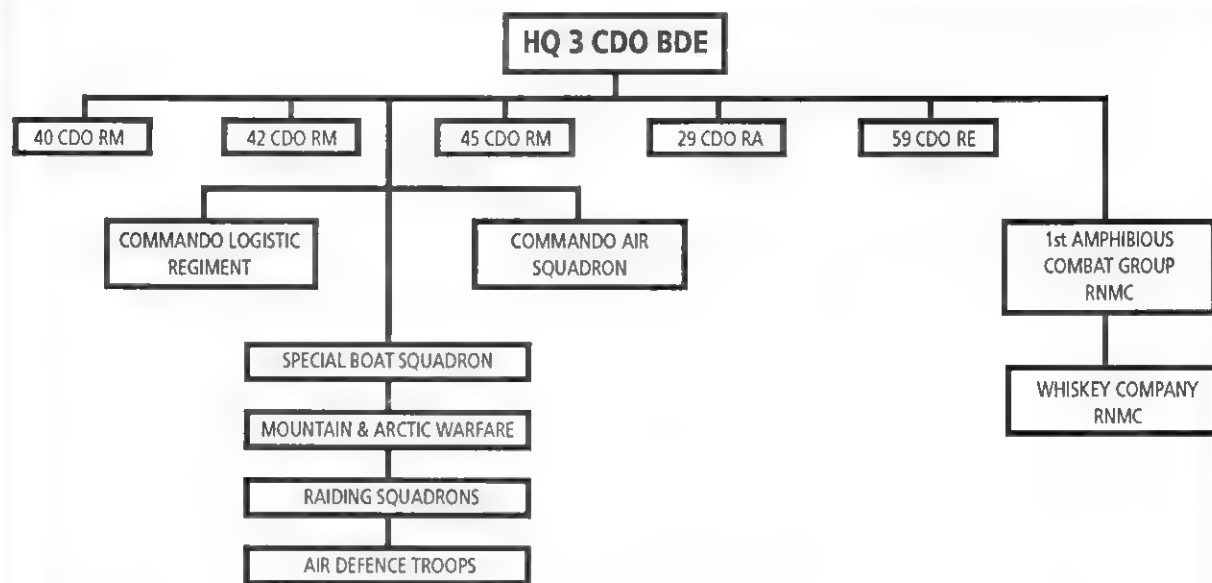 HQ 3 CDO BDE
40 CDO RM
42 CDO RM
45 CDO RM
29 CDO RA
59 CDO RE
COMMANDO LOGISTIC
REGIMENT
COMMANDO AIR
SQUADRON
1st AMPHIBIOUS
COMBAT GROUP
RNMC
SPECIAL BOAT SQUADRON
WHISKEY COMPANY
RNMC
MOUNTAIN & ARCTIC WARFARE
RAIDING SQUADRONS
AIR DEFENCE TROOPS